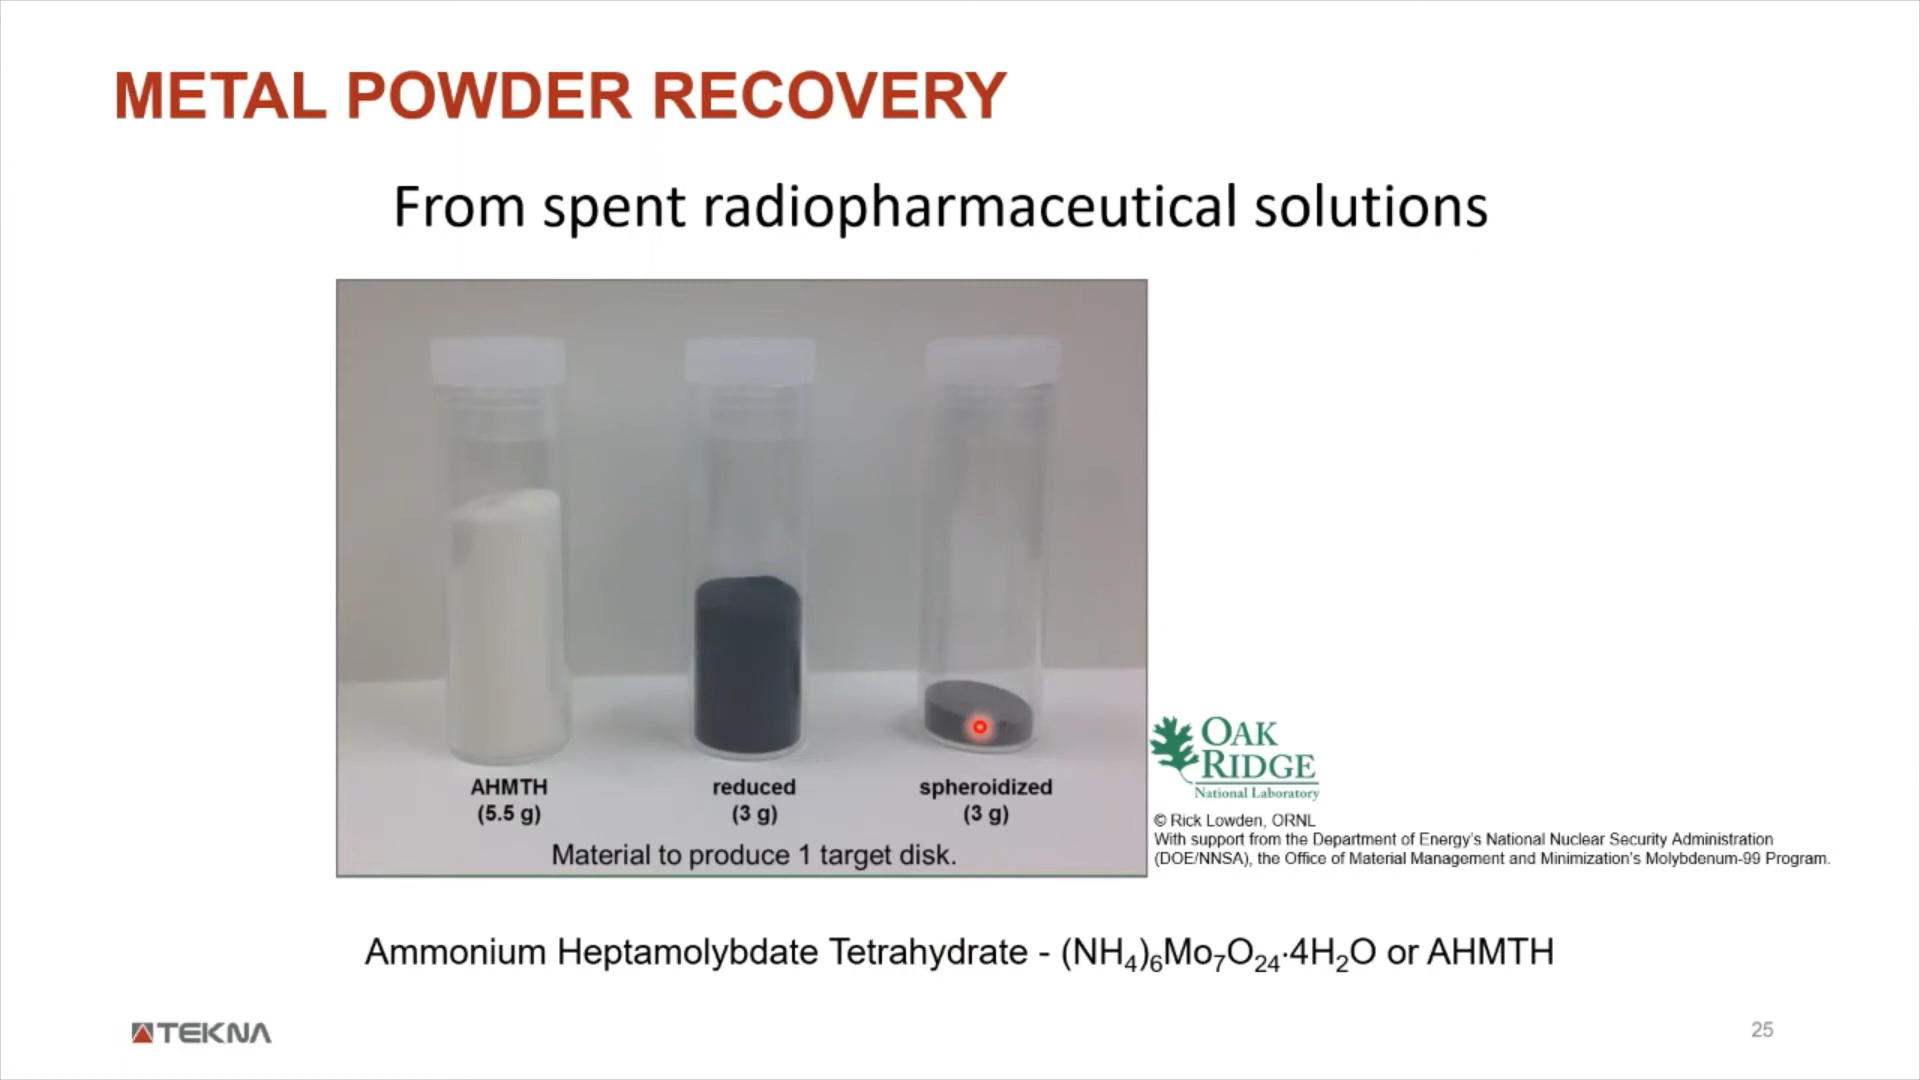 METAL POWDER RECOVERY
From spent radiopharmaceutical solutions
AHMTH
(5.5 g)
reduced
(3 g)
spheroidized
(3 g)
Material to produce 1 target disk.
OAK
RIDGE
National Laboratory
© Rick Lowden, ORNL
With support from the Department of Energy's National Nuclear Security Administration
(DOE/NNSA), the Office of Material Management and Minimization's Molybdenum-99 Program.
Ammonium Heptamolybdate Tetrahydrate - (NH₄)₆Mo₇O₂₄·4H₂O or AHMTH
TEKNA
25